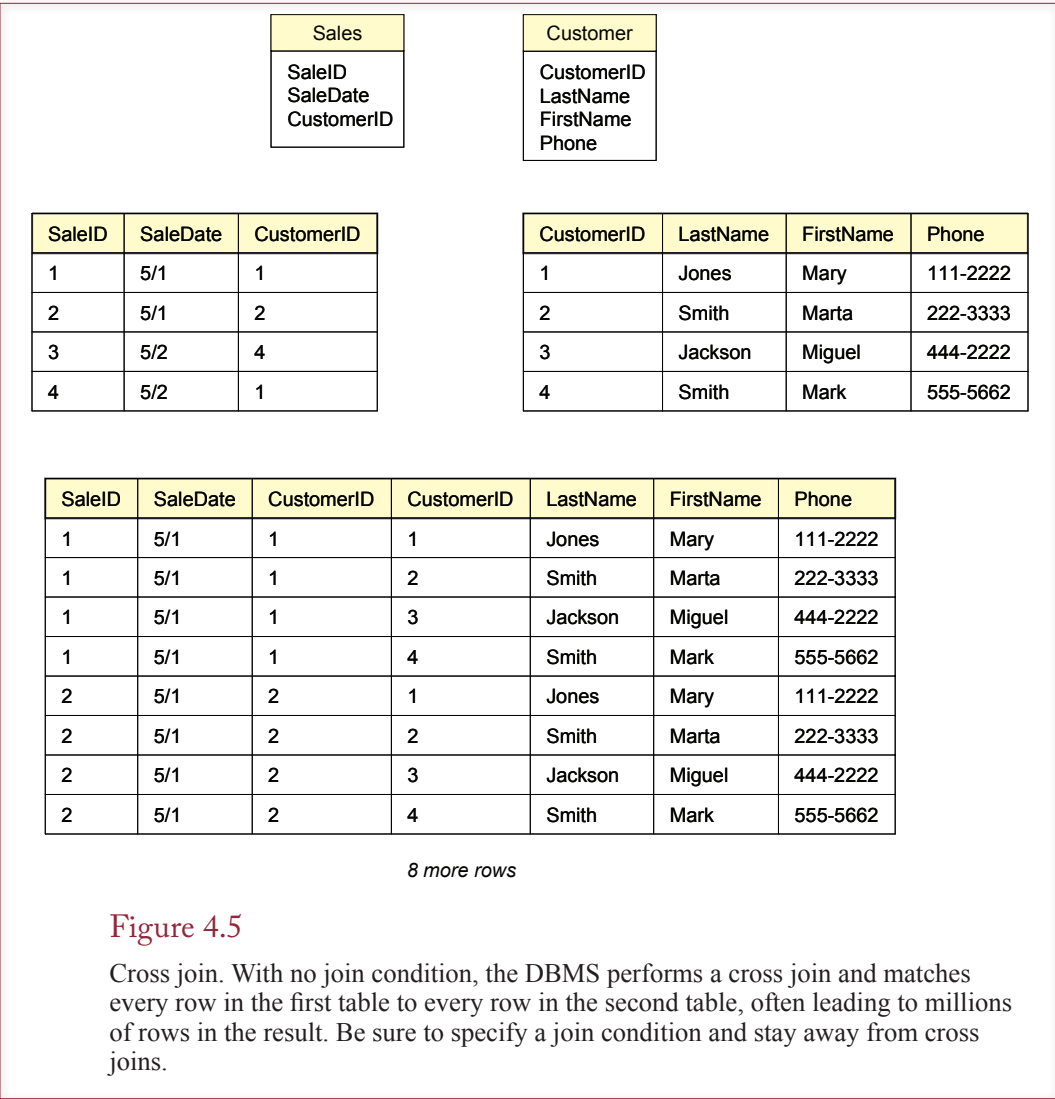 Sales
SaleID
SaleDate
CustomerID
Customer
CustomerID
LastName
FirstName
Phone
SaleID SaleDate CustomerID
1 5/1 1
2 5/1 2
3 5/2 4
4 5/2 1
CustomerID LastName FirstName Phone
1 Jones Mary 111-2222
2 Smith Marta 222-3333
3 Jackson Miguel 444-2222
4 Smith Mark 555-5662
SaleID SaleDate CustomerID CustomerID LastName FirstName Phone
1 5/1 1 1 Jones Mary 111-2222
1 5/1 1 2 Smith Marta 222-3333
1 5/1 1 3 Jackson Miguel 444-2222
1 5/1 1 4 Smith Mark 555-5662
2 5/1 2 1 Jones Mary 111-2222
2 5/1 2 2 Smith Marta 222-3333
2 5/1 2 3 Jackson Miguel 444-2222
2 5/1 2 4 Smith Mark 555-5662
8 more rows
Figure 4.5
Cross join. With no join condition, the DBMS performs a cross join and matches
every row in the first table to every row in the second table, often leading to millions
of rows in the result. Be sure to specify a join condition and stay away from cross
joins.